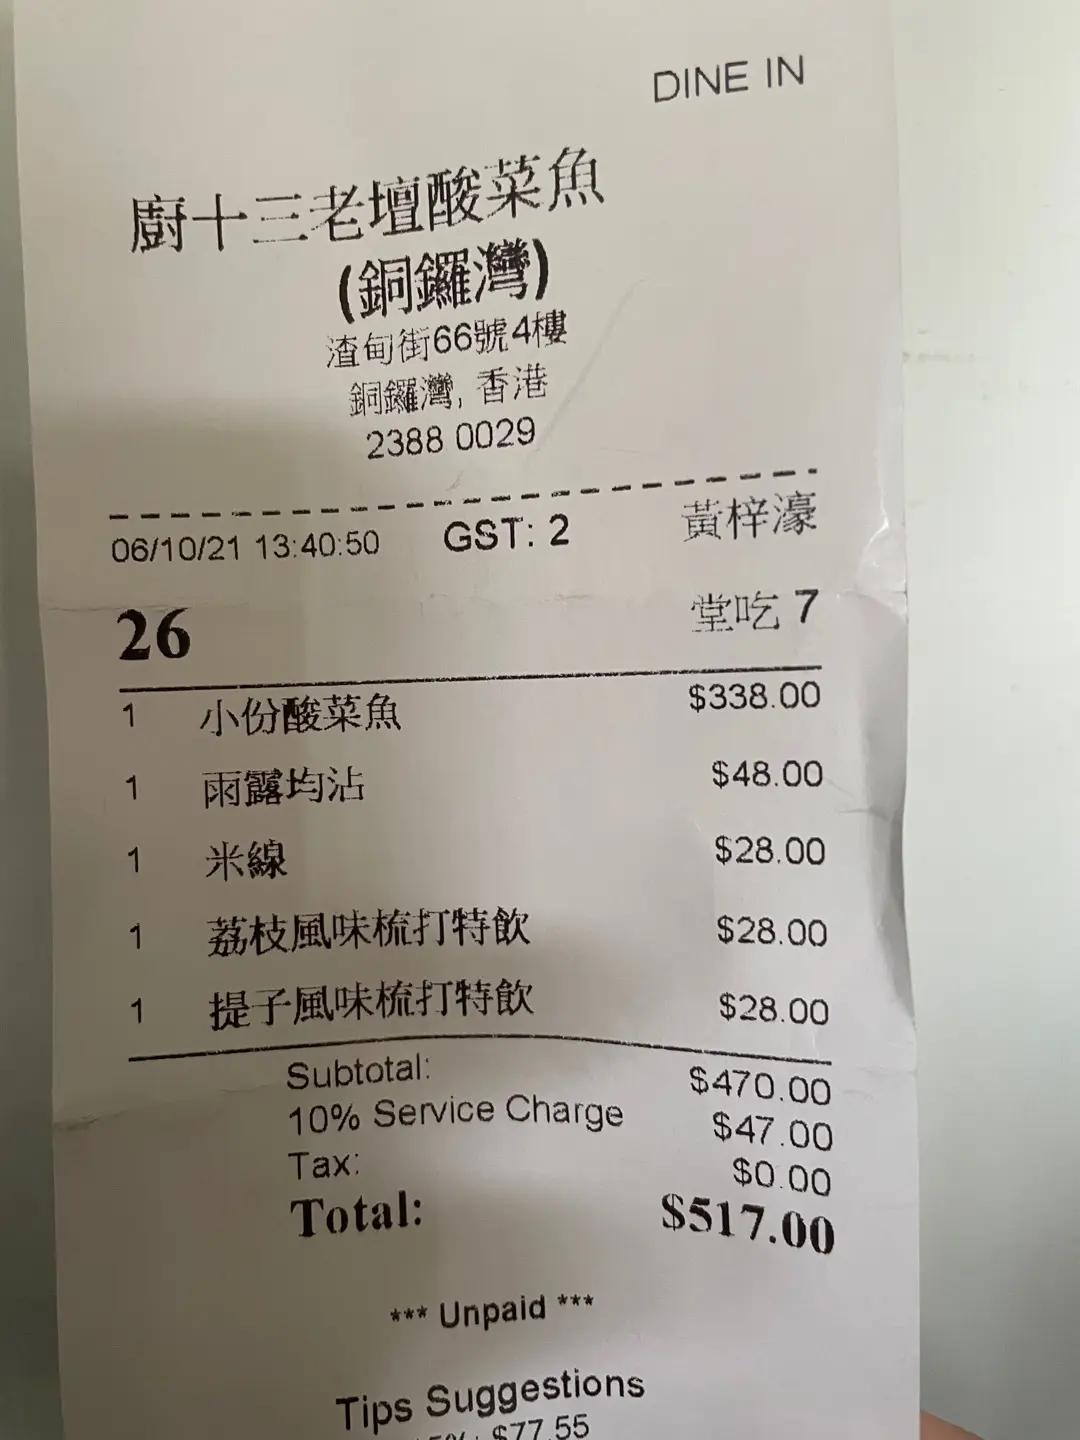 DINE IN
廚十三老壇酸菜魚
(銅鑼灣)
渣甸街66號4樓
銅鑼灣, 香港
2388 0029
06/10/21 13:40:50 GST: 2 黃梓濠
26 堂吃 7
1 小份酸菜魚 $338.00
1 雨露均沾 $48.00
1 米線 $28.00
1 荔枝風味梳打特飲 $28.00
1 提子風味梳打特飲 $28.00
Subtotal: $470.00
10% Service Charge $47.00
Tax: $0.00
Total: $517.00
*** Unpaid ***
Tips Suggestions
$77.55